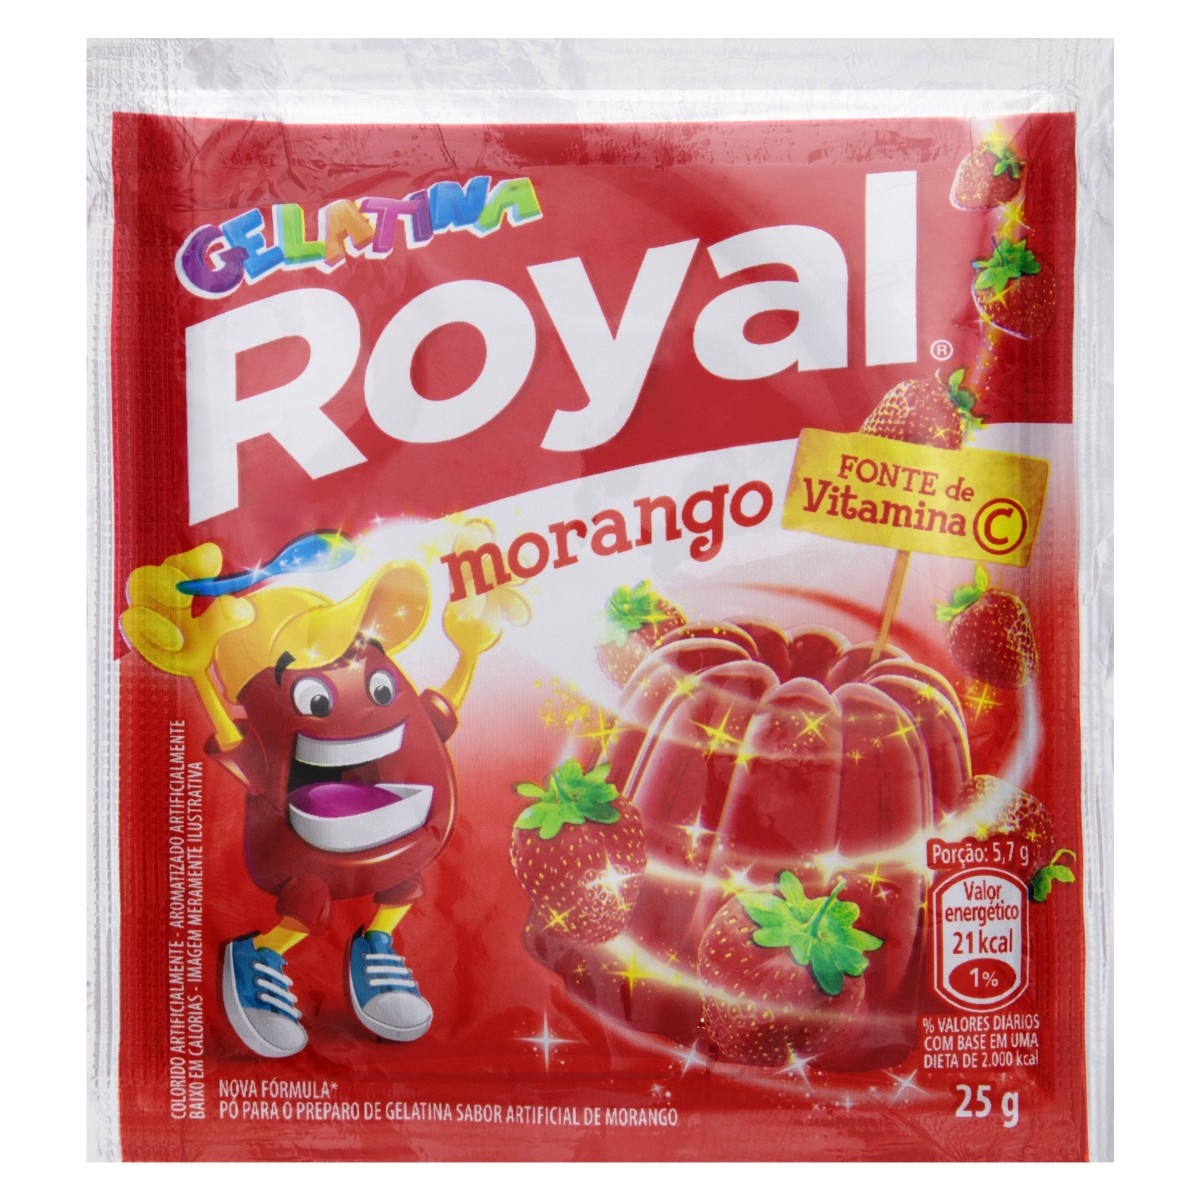 GELATINA
Royal®
morango
FONTE de
Vitamina C
Porção: 5,7 g
Valor
energético
21 kcal
1%
% VALORES DIÁRIOS
COM BASE EM UMA
DIETA DE 2.000 kcal
25 g
COLORIDO ARTIFICIALMENTE - AROMATIZADO ARTIFICIALMENTE
BAIXO EM CALORIAS - IMAGEM MERAMENTE ILUSTRATIVA
NOVA FÓRMULA*
PÓ PARA O PREPARO DE GELATINA SABOR ARTIFICIAL DE MORANGO